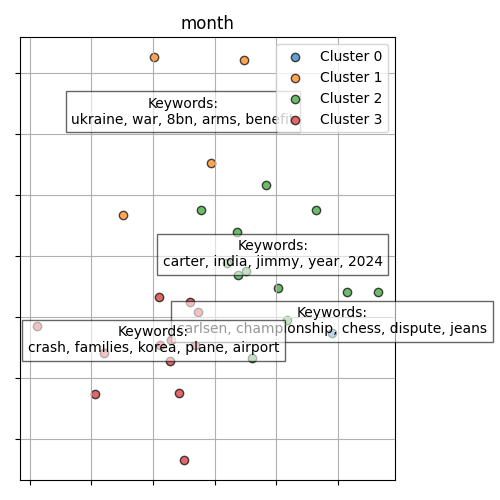 month
Cluster 0
Cluster 1
Cluster 2
Cluster 3
Keywords:
ukraine, war, 8bn, arms, benefit
Keywords:
carter, india, jimmy, year, 2024
Keywords:
carlsen, championship, chess, dispute, jeans
Keywords:
crash, families, korea, plane, airport